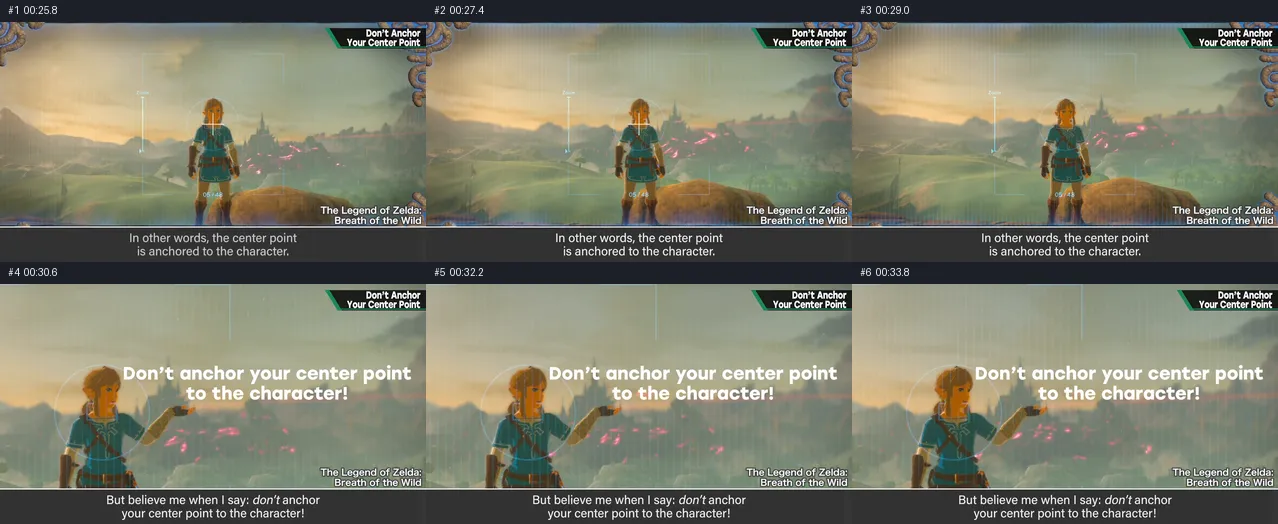 #1 00:25.8
Don't Anchor
Your Center Point
Zoom
05/48
The Legend of Zelda:
Breath of the Wild
In other words, the center point
is anchored to the character.
#2 00:27.4
Don't Anchor
Your Center Point
Zoom
05/48
The Legend of Zelda:
Breath of the Wild
In other words, the center point
is anchored to the character.
#3 00:29.0
Don't Anchor
Your Center Point
Zoom
05/48
The Legend of Zelda:
Breath of the Wild
In other words, the center point
is anchored to the character.
#4 00:30.6
Don't Anchor
Your Center Point
Don't anchor your center point
to the character!
The Legend of Zelda:
Breath of the Wild
But believe me when I say: don't anchor
your center point to the character!
#5 00:32.2
Don't Anchor
Your Center Point
Don't anchor your center point
to the character!
The Legend of Zelda:
Breath of the Wild
But believe me when I say: don't anchor
your center point to the character!
#6 00:33.8
Don't Anchor
Your Center Point
Don't anchor your center point
to the character!
The Legend of Zelda:
Breath of the Wild
But believe me when I say: don't anchor
your center point to the character!